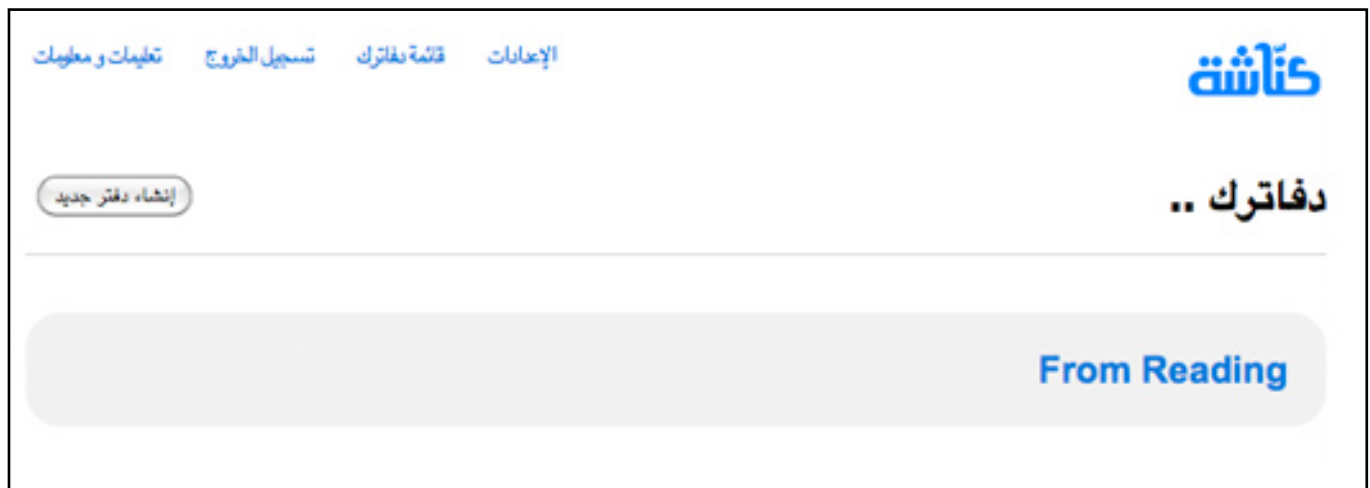 كنّاشة
الإعدادات قائمة دفاترك تسجيل الخروج تعليمات و معلومات
دفاترك ..
إنشاء دفتر جديد
From Reading